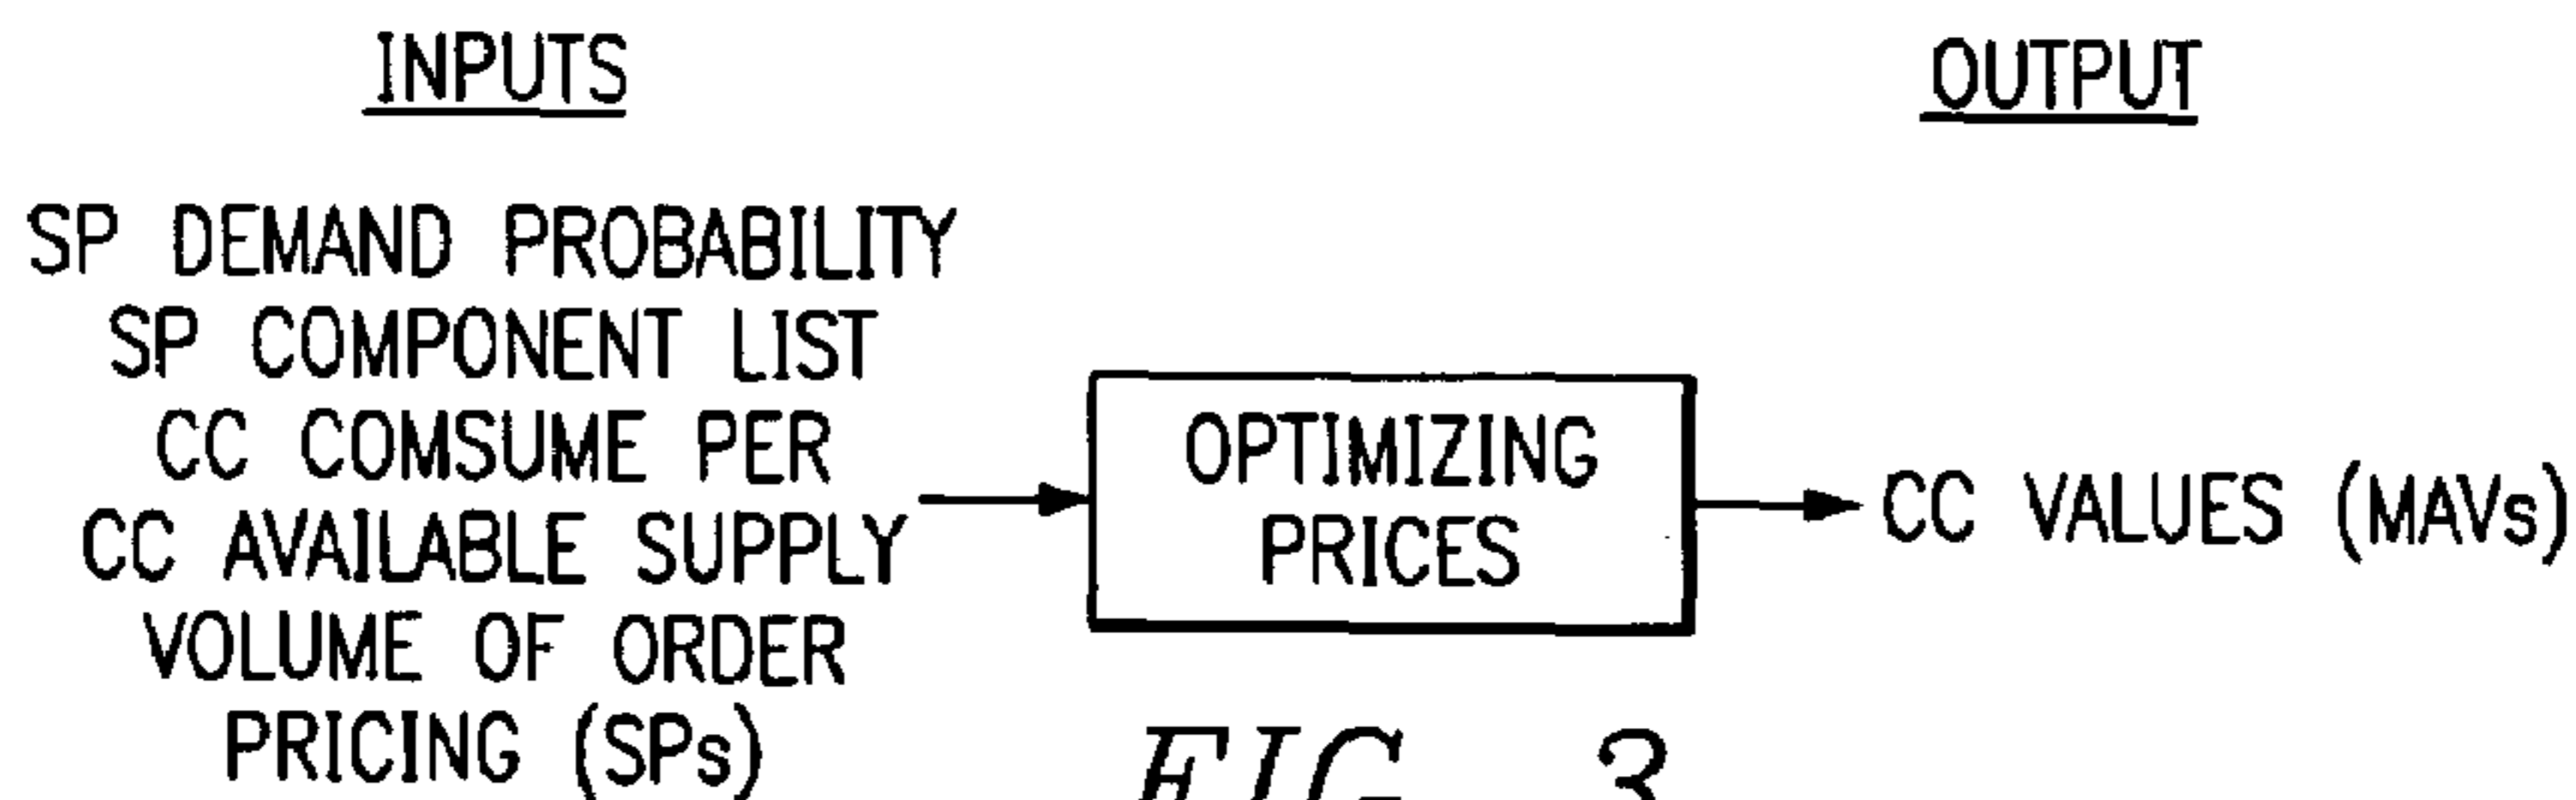 INPUTS
SP DEMAND PROBABILITY
SP COMPONENT LIST
CC COMSUME PER
CC AVAILABLE SUPPLY
VOLUME OF ORDER
PRICING (SPs)
OPTIMIZING
PRICES
OUTPUT
CC VALUES (MAVs)
FIG. 3